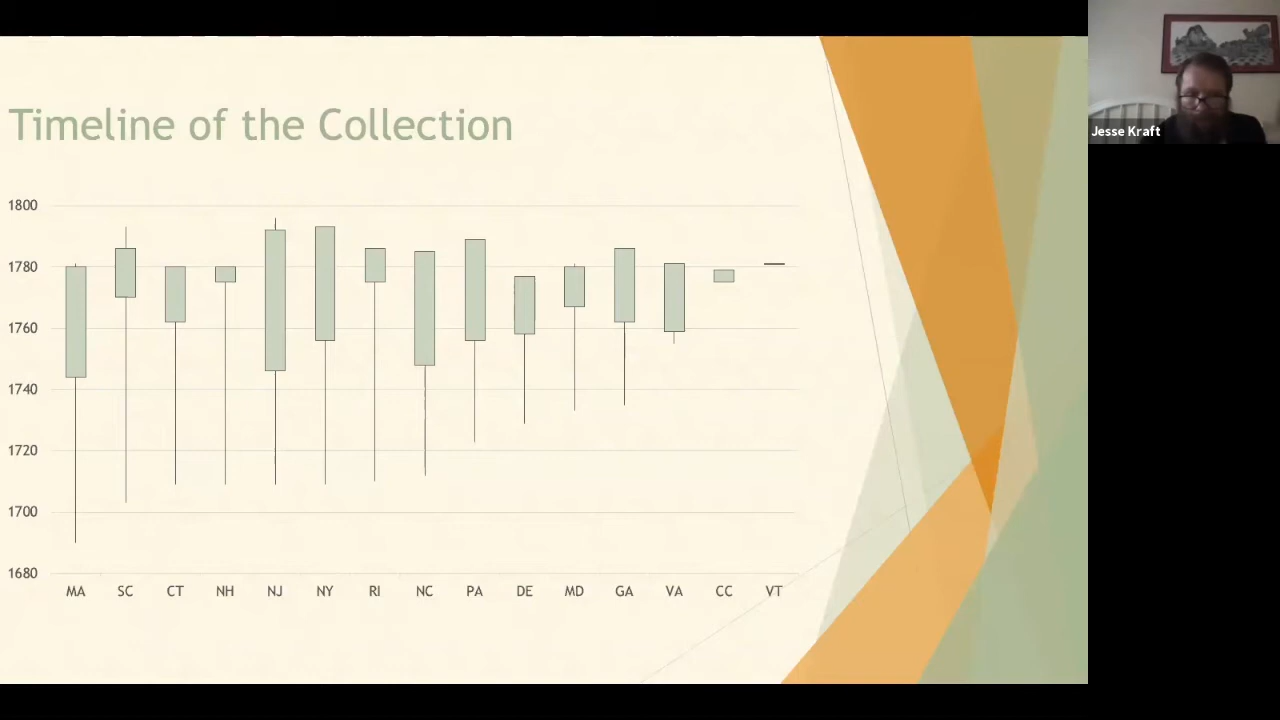 Timeline of the Collection
Jesse Kraft
1800
1780
1760
1740
1720
1700
1680
MA SC CT NH NJ NY RI NC PA DE MD GA VA CC VT